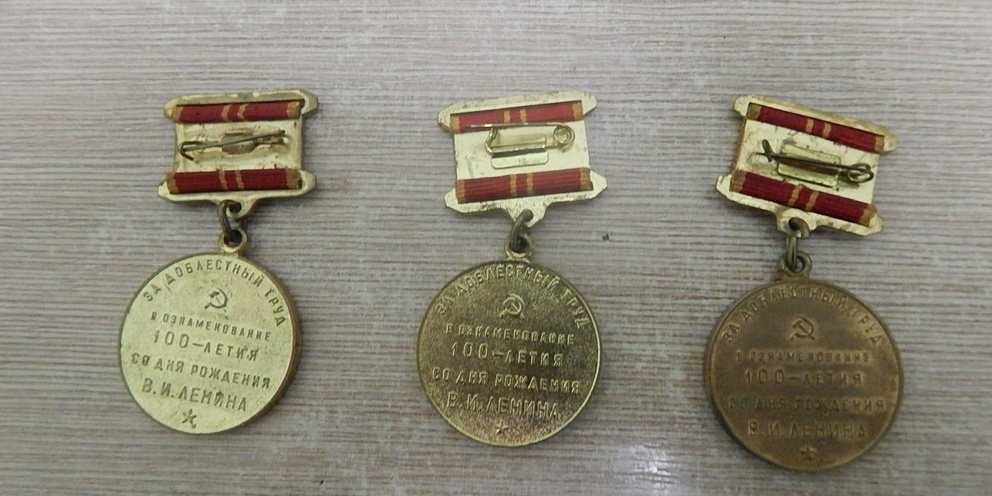 ЗА ДОБЛЕСТНЫЙ ТРУД
В ОЗНАМЕНОВАНИЕ
100-ЛЕТИЯ
СО ДНЯ РОЖДЕНИЯ
В.И.ЛЕНИНА
ЗА ДОБЛЕСТНЫЙ ТРУД
В ОЗНАМЕНОВАНИЕ
100-ЛЕТИЯ
СО ДНЯ РОЖДЕНИЯ
В.И.ЛЕНИНА
ЗА ДОБЛЕСТНЫЙ ТРУД
В ОЗНАМЕНОВАНИЕ
100-ЛЕТИЯ
СО ДНЯ РОЖДЕНИЯ
В.И.ЛЕНИНА